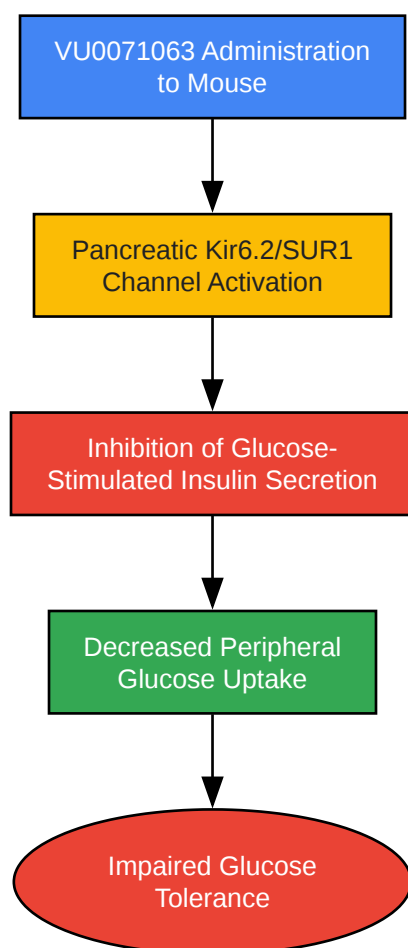 VU0071063 Administration
to Mouse
Pancreatic Kir6.2/SUR1
Channel Activation
Inhibition of Glucose-
Stimulated Insulin Secretion
Decreased Peripheral
Glucose Uptake
Impaired Glucose
Tolerance